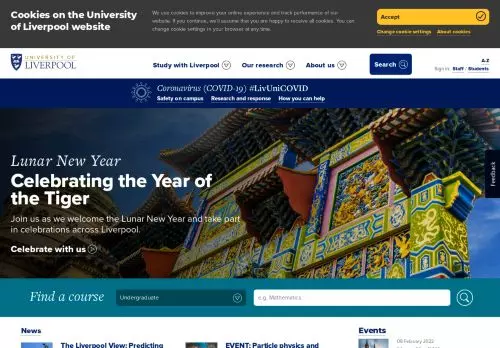 Cookies on the University
of Liverpool website
We use cookies to improve your online experience and track performance of our
website. If you continue, we'll assume that you are happy to receive all cookies. You can
change cookie settings in your browser at any time.
Accept
Change cookie settings About cookies
UNIVERSITY OF
LIVERPOOL
Study with Liverpool
Our research
About us
Search
A-Z
Sign in: Staff / Students
Coronavirus (COVID-19) #LivUniCOVID
Safety on campus Research and response How you can help
Feedback
Lunar New Year
Celebrating the Year of
the Tiger
Join us as we welcome the Lunar New Year and take part
in celebrations across Liverpool.
Celebrate with us
Find a course
Undergraduate
e.g. Mathematics
News
The Liverpool View: Predicting
EVENT: Particle physics and
Events
08 February 2022